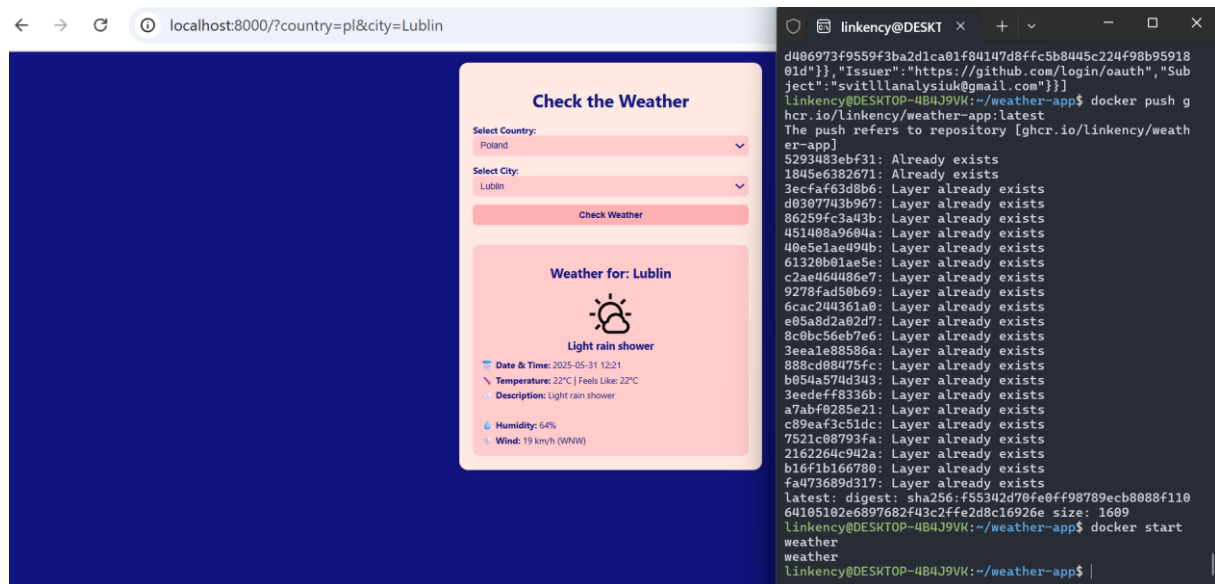 localhost:8000/?country=pl&city=Lublin
Check the Weather
Select Country:
Poland
Select City:
Lublin
Check Weather
Weather for: Lublin
Light rain shower
Date & Time: 2025-05-31 12:21
Temperature: 22°C | Feels Like: 22°C
Description: Light rain shower
Humidity: 64%
Wind: 19 km/h (WNW)
linkency@DESKT
d406973f9559f3ba2d1ca01f84147d8ffc5b8445c224f98b95918
01d"}},"Issuer":"https://github.com/login/oauth","Sub
ject":"svitlllanalysiuk@gmail.com"}}]
linkency@DESKTOP-4B4J9VK:~/weather-app$ docker push g
hcr.io/linkency/weather-app:latest
The push refers to repository [ghcr.io/linkency/weath
er-app]
5293483ebf31: Already exists
1845e6382671: Already exists
3ecfaf63d8b6: Layer already exists
d0307743b967: Layer already exists
86259fc3a43b: Layer already exists
451408a9604a: Layer already exists
40e5e1ae494b: Layer already exists
61320b01ae5e: Layer already exists
c2ae464486e7: Layer already exists
9278fad50b69: Layer already exists
6cac244361a0: Layer already exists
e05a8d2a02d7: Layer already exists
8c0bc56eb7e6: Layer already exists
3eea1e88586a: Layer already exists
888cd08475fc: Layer already exists
b054a574d343: Layer already exists
3eedeff8336b: Layer already exists
a7abf0285e21: Layer already exists
c89eaf3c51dc: Layer already exists
7521c08793fa: Layer already exists
2162264c942a: Layer already exists
b16f1b166780: Layer already exists
fa473689d317: Layer already exists
latest: digest: sha256:f55342d70fe0ff98789ecb8088f110
64105102e6897682f43c2ffe2d8c16926e size: 1609
linkency@DESKTOP-4B4J9VK:~/weather-app$ docker start
weather
weather
linkency@DESKTOP-4B4J9VK:~/weather-app$